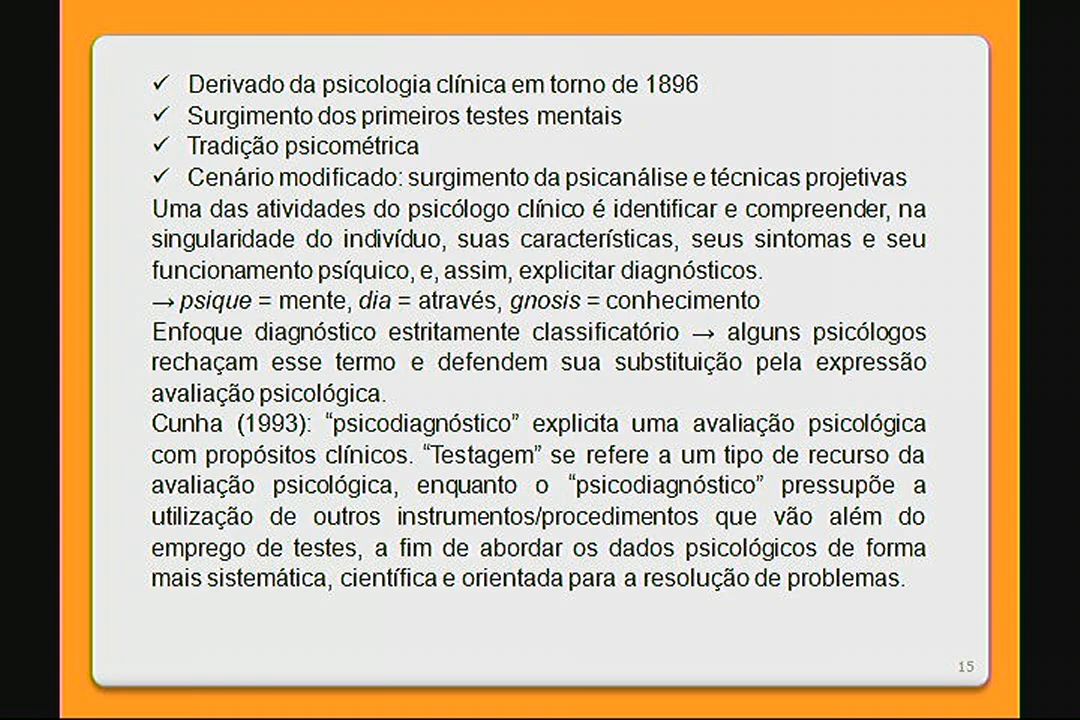 ✓ Derivado da psicologia clínica em torno de 1896
✓ Surgimento dos primeiros testes mentais
✓ Tradição psicométrica
✓ Cenário modificado: surgimento da psicanálise e técnicas projetivas
Uma das atividades do psicólogo clínico é identificar e compreender, na
singularidade do indivíduo, suas características, seus sintomas e seu
funcionamento psíquico, e, assim, explicitar diagnósticos.
→ psique = mente, dia = através, gnosis = conhecimento
Enfoque diagnóstico estritamente classificatório → alguns psicólogos
rechaçam esse termo e defendem sua substituição pela expressão
avaliação psicológica.
Cunha (1993): “psicodiagnóstico” explicita uma avaliação psicológica
com propósitos clínicos. “Testagem” se refere a um tipo de recurso da
avaliação psicológica, enquanto o “psicodiagnóstico” pressupõe a
utilização de outros instrumentos/procedimentos que vão além do
emprego de testes, a fim de abordar os dados psicológicos de forma
mais sistemática, científica e orientada para a resolução de problemas.
15